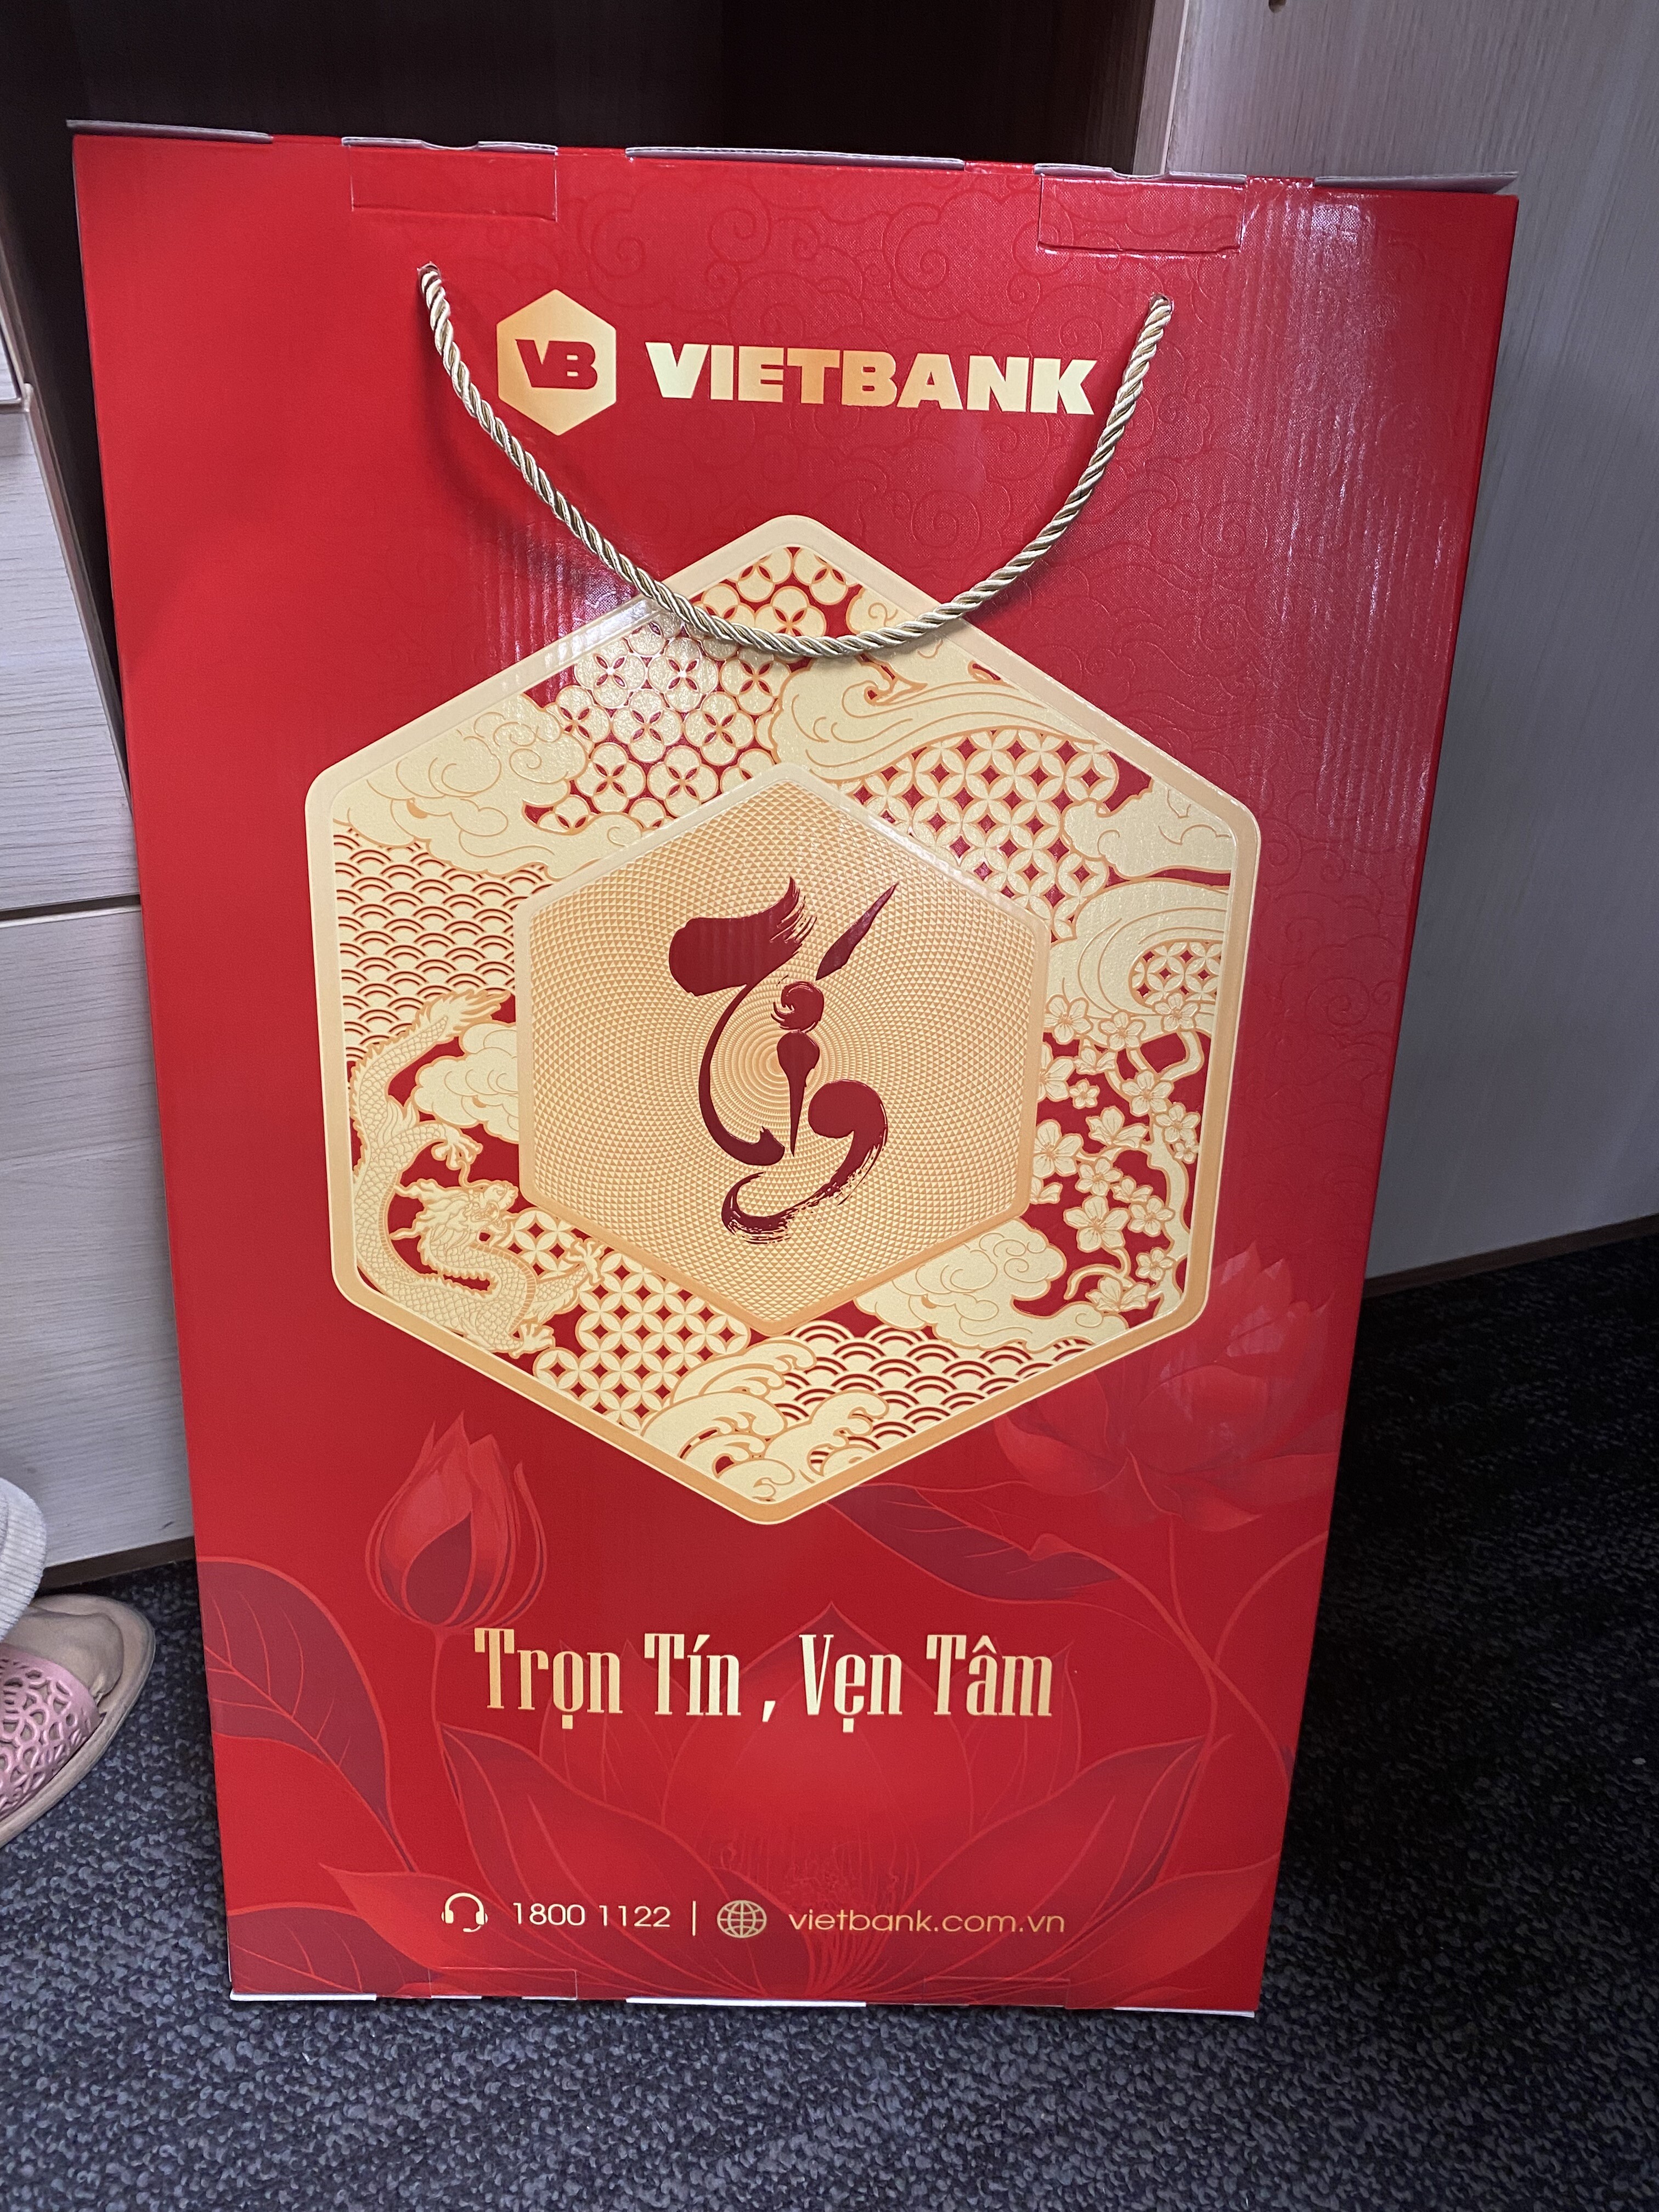 VB VIETBANK
Tín
Trọn Tín , Vẹn Tâm
1800 1122 | vietbank.com.vn